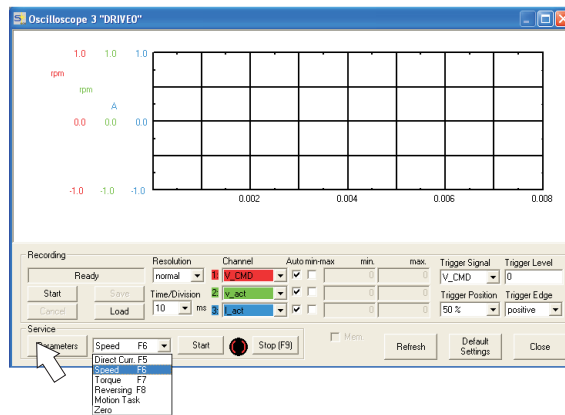 Oscilloscope 3 "DRIVE0"
1.0 1.0 1.0
rpm
rpm
A
0.0 0.0 0.0
-1.0 -1.0 -1.0
0.002 0.004 0.006 0.008
Recording
Resolution Channel Auto min-max min. max. Trigger Signal Trigger Level
Ready normal 1: V_CMD 0 0 V_CMD 0
Start Save Time/Division 2: v_act 0 0 Trigger Position Trigger Edge
Cancel Load 10 ms 3: I_act 0 0 50 % positive
Service
Parameters Speed F6 Start Stop (F9) Mem. Refresh Default Settings Close
Direct Curr. F5
Speed F6
Torque F7
Reversing F8
Motion Task
Zero